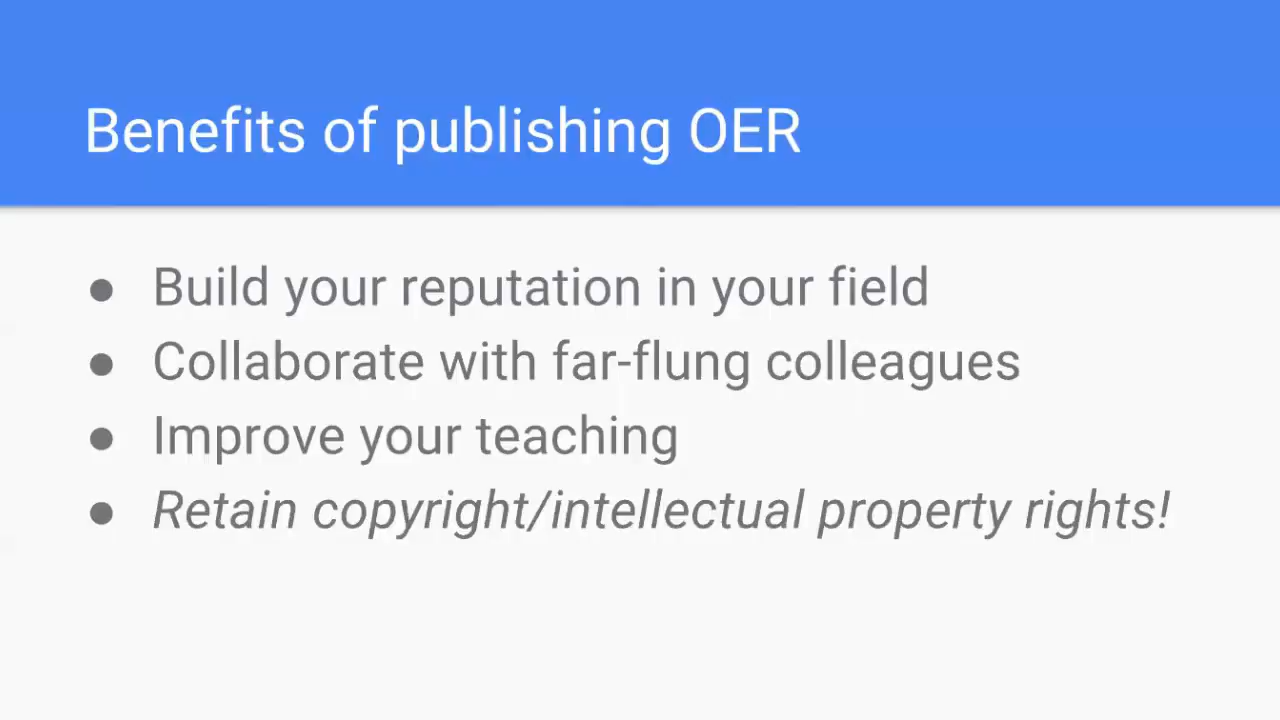 Benefits of publishing OER
● Build your reputation in your field
● Collaborate with far-flung colleagues
● Improve your teaching
● Retain copyright/intellectual property rights!